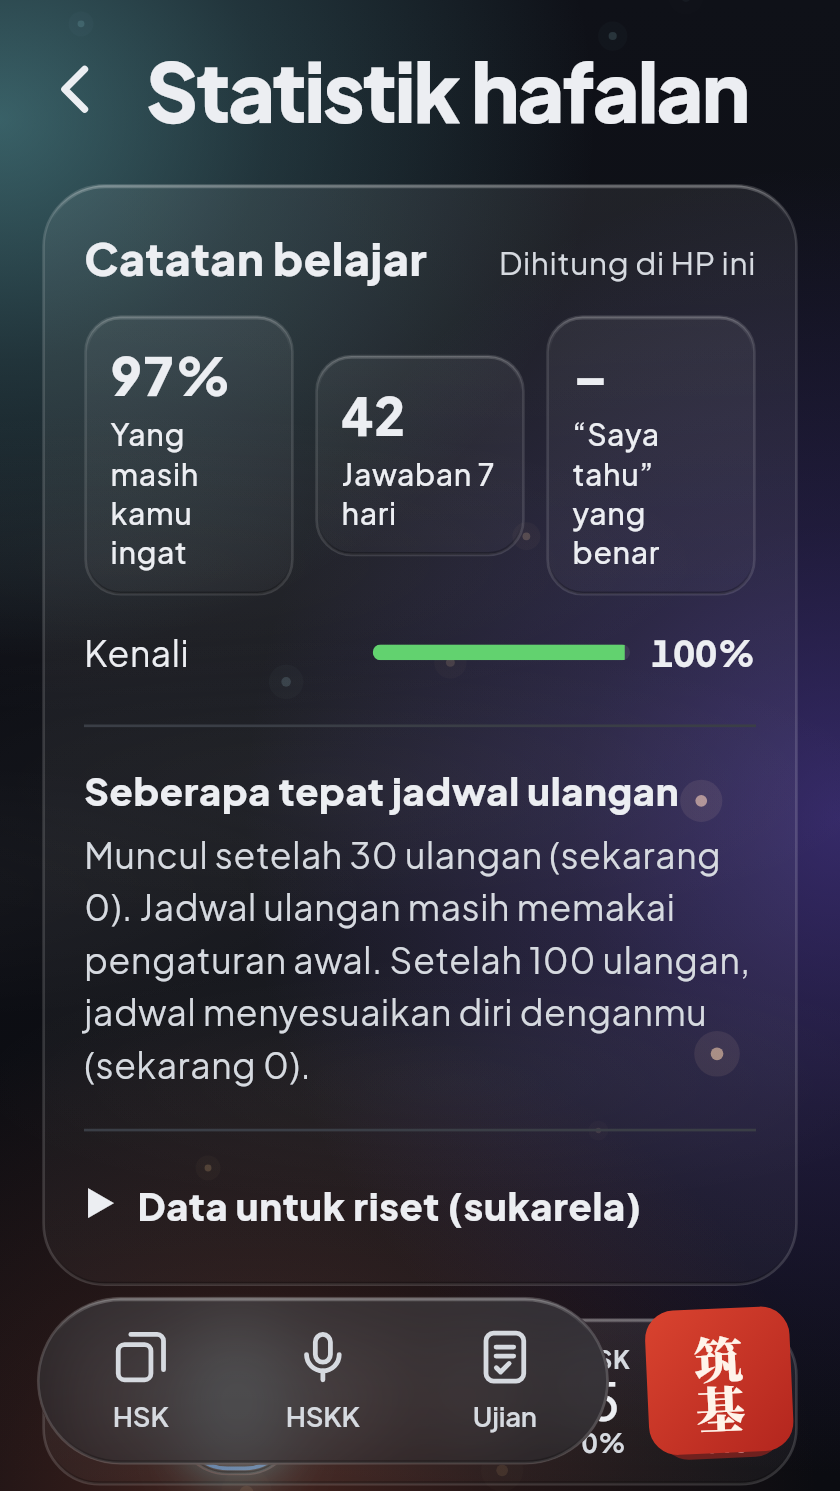 Statistik hafalan
Catatan belajar
Dihitung di HP ini
97%
Yang
masih
kamu
ingat
42
Jawaban 7
hari
–
“Saya
tahu”
yang
benar
Kenali
100%
Seberapa tepat jadwal ulangan
Muncul setelah 30 ulangan (sekarang
0). Jadwal ulangan masih memakai
pengaturan awal. Setelah 100 ulangan,
jadwal menyesuaikan diri denganmu
(sekarang 0).
Data untuk riset (sukarela)
HSK
HSKK
Ujian
0%
筑
基